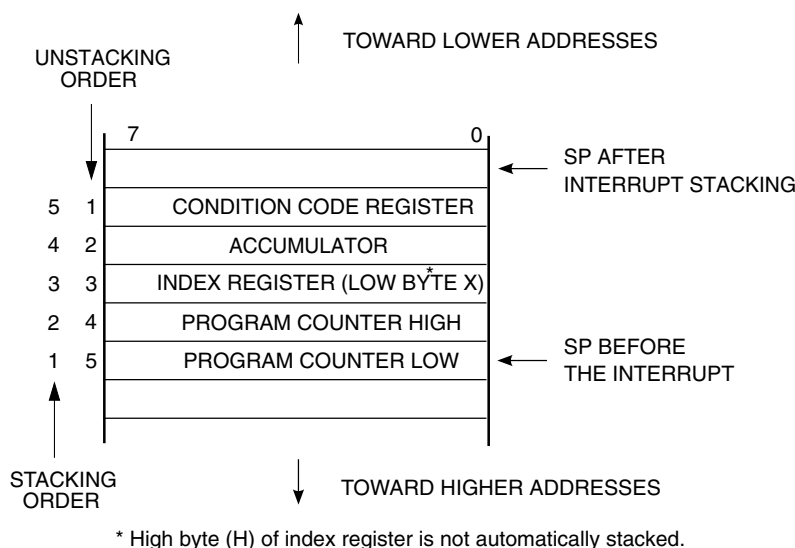 TOWARD LOWER ADDRESSES
UNSTACKING
ORDER
7 0
SP AFTER
INTERRUPT STACKING
5 1 CONDITION CODE REGISTER
4 2 ACCUMULATOR
3 3 INDEX REGISTER (LOW BYTE X)*
2 4 PROGRAM COUNTER HIGH
1 5 PROGRAM COUNTER LOW
SP BEFORE
THE INTERRUPT
STACKING
ORDER
TOWARD HIGHER ADDRESSES
* High byte (H) of index register is not automatically stacked.